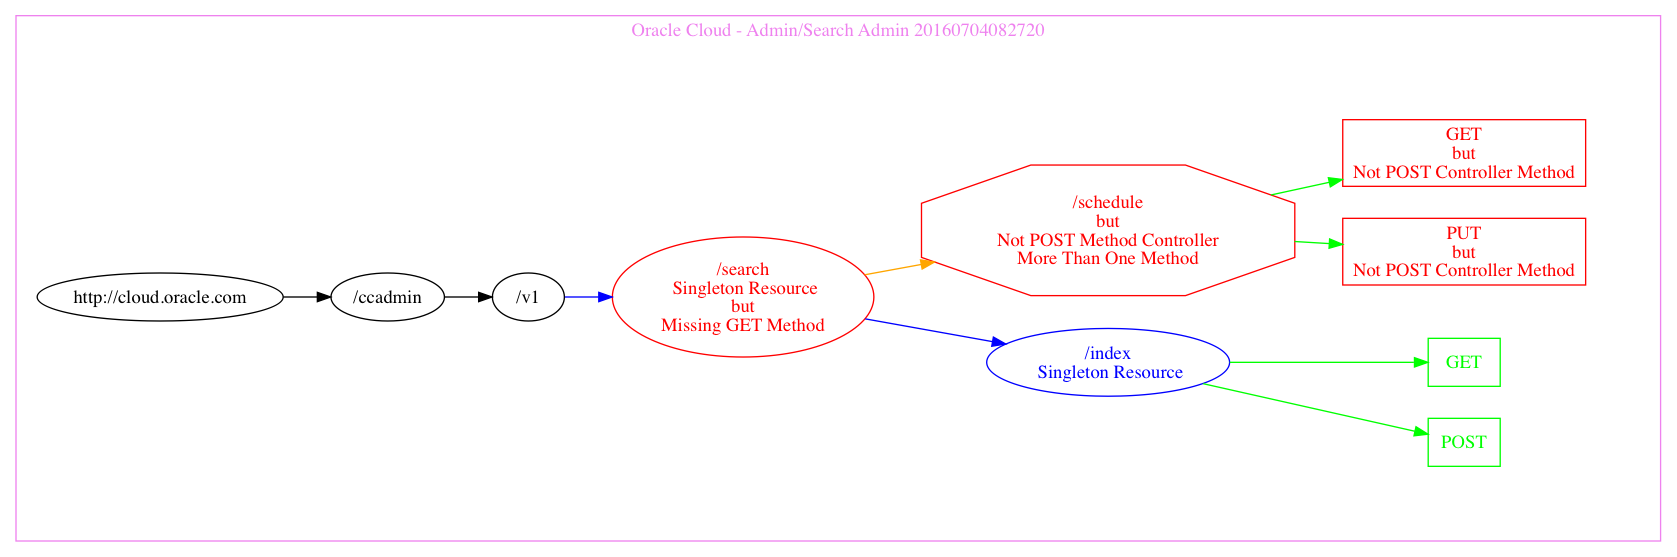 Oracle Cloud - Admin/Search Admin 20160704082720
http://cloud.oracle.com
/ccadmin
/v1
/search
Singleton Resource
but
Missing GET Method
/schedule
but
Not POST Method Controller
More Than One Method
GET
but
Not POST Controller Method
PUT
but
Not POST Controller Method
/index
Singleton Resource
GET
POST